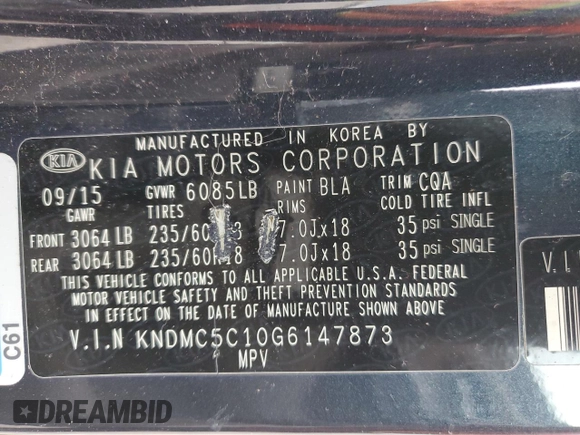 MANUFACTURED IN KOREA BY
KIA KIA MOTORS CORPORATION
09/15 GVWR 6085LB PAINT BLA TRIM CQA
GAWR TIRES RIMS COLD TIRE INFL
FRONT 3064 LB 7.0Jx18 35 psi SINGLE
REAR 3064 LB 235/60R18 7.0Jx18 35 psi SINGLE
THIS VEHICLE CONFORMS TO ALL APPLICABLE U.S.A. FEDERAL
MOTOR VEHICLE SAFETY AND THEFT PREVENTION STANDARDS
IN EFFECT ON THE DATE OF MANUFACTURE SHOWN ABOVE.
V.I.N KNDMC5C10G6147873
MPV
C61
V.I.
DREAMBID